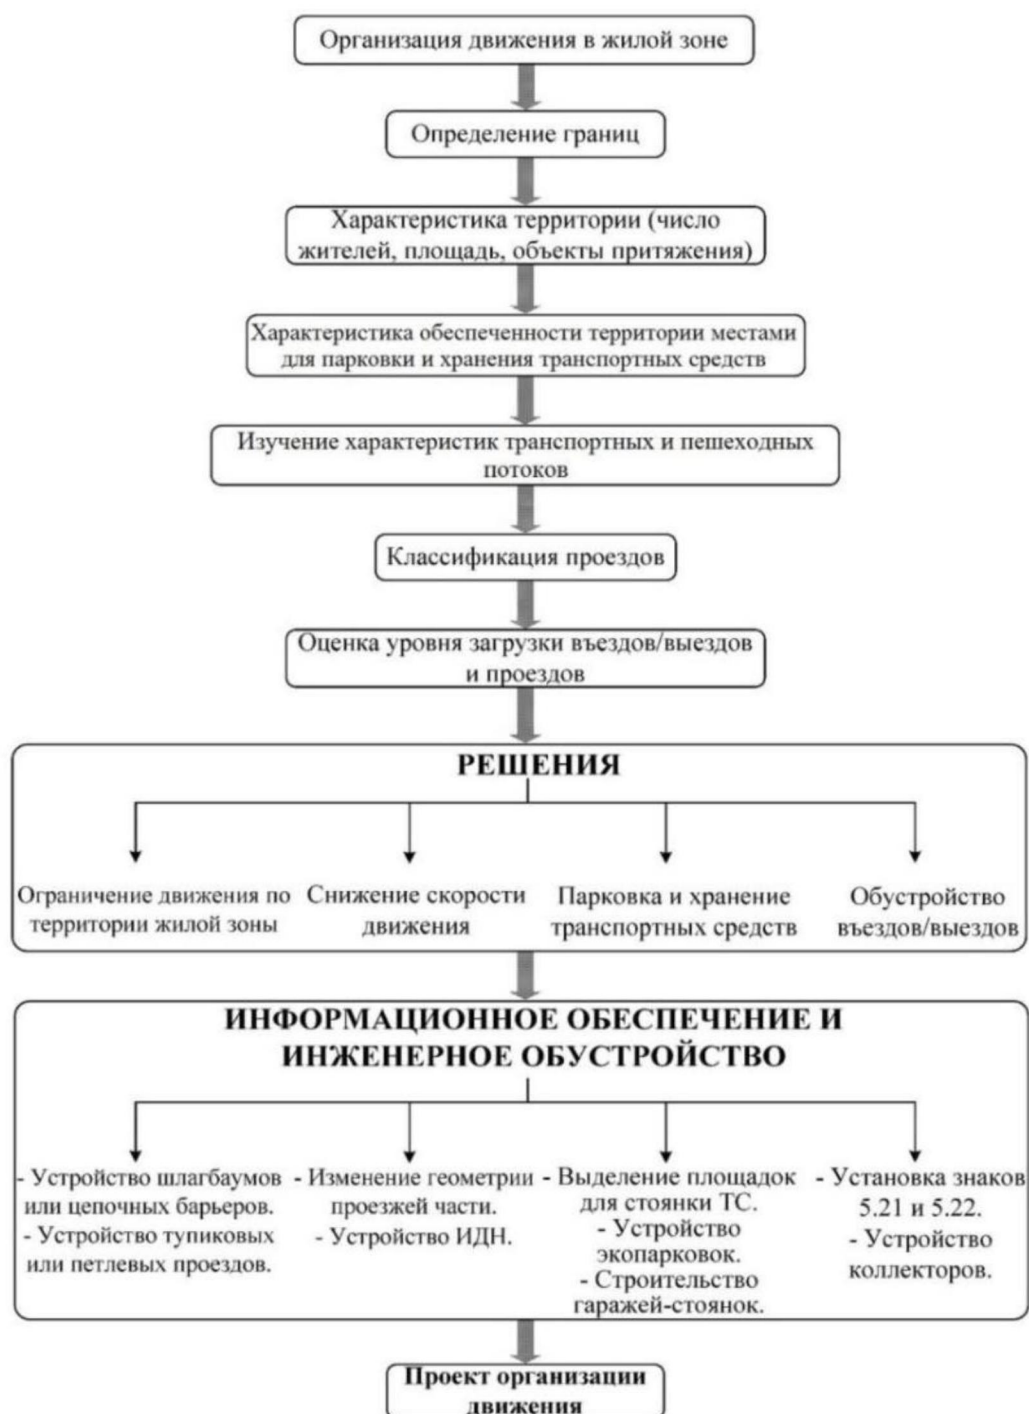 Организация движения в жилой зоне
Определение границ
Характеристика территории (число
жителей, площадь, объекты притяжения)
Характеристика обеспеченности территории местами
для парковки и хранения транспортных средств
Изучение характеристик транспортных и пешеходных
потоков
Классификация проездов
Оценка уровня загрузки въездов/выездов
и проездов
РЕШЕНИЯ
Ограничение движения по
территории жилой зоны
Снижение скорости
движения
Парковка и хранение
транспортных средств
Обустройство
въездов/выездов
ИНФОРМАЦИОННОЕ ОБЕСПЕЧЕНИЕ И
ИНЖЕНЕРНОЕ ОБУСТРОЙСТВО
- Устройство шлагбаумов
или цепочных барьеров.
- Устройство тупиковых
или петлевых проездов.
- Изменение геометрии
проезжей части.
- Устройство ИДН.
- Выделение площадок
для стоянки ТС.
- Устройство
экопарковок.
- Строительство
гаражей-стоянок.
- Установка знаков
5.21 и 5.22.
- Устройство
коллекторов.
Проект организации
движения